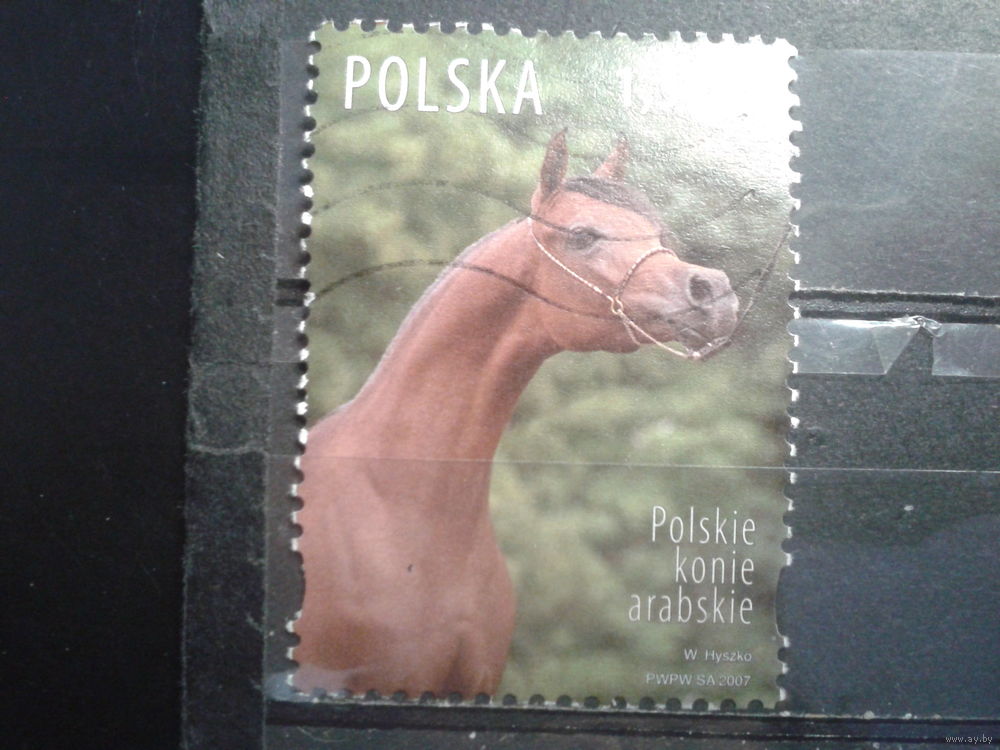 POLSKA
Polskie
konie
arabskie
W. Hyszko
PWPW SA 2007
www.ay.by